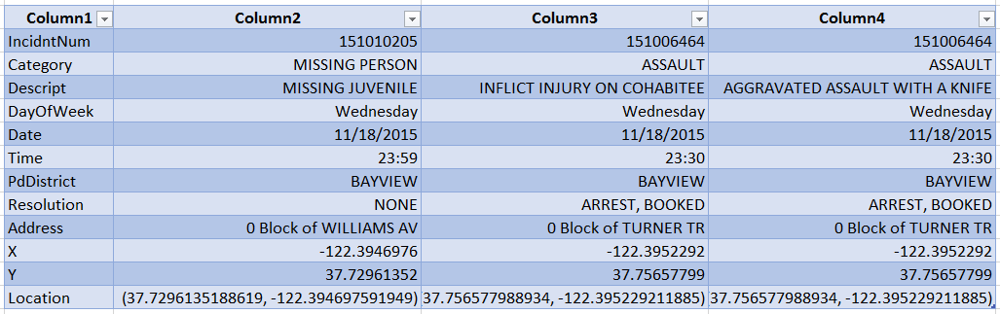 Column1 Column2 Column3 Column4
IncidntNum 151010205 151006464 151006464
Category MISSING PERSON ASSAULT ASSAULT
Descript MISSING JUVENILE INFLICT INJURY ON COHABITEE AGGRAVATED ASSAULT WITH A KNIFE
DayOfWeek Wednesday Wednesday Wednesday
Date 11/18/2015 11/18/2015 11/18/2015
Time 23:59 23:30 23:30
PdDistrict BAYVIEW BAYVIEW BAYVIEW
Resolution NONE ARREST, BOOKED ARREST, BOOKED
Address 0 Block of WILLIAMS AV 0 Block of TURNER TR 0 Block of TURNER TR
X -122.3946976 -122.3952292 -122.3952292
Y 37.72961352 37.75657799 37.75657799
Location (37.7296135188619, -122.394697591949) 37.756577988934, -122.395229211885) 37.756577988934, -122.395229211885)